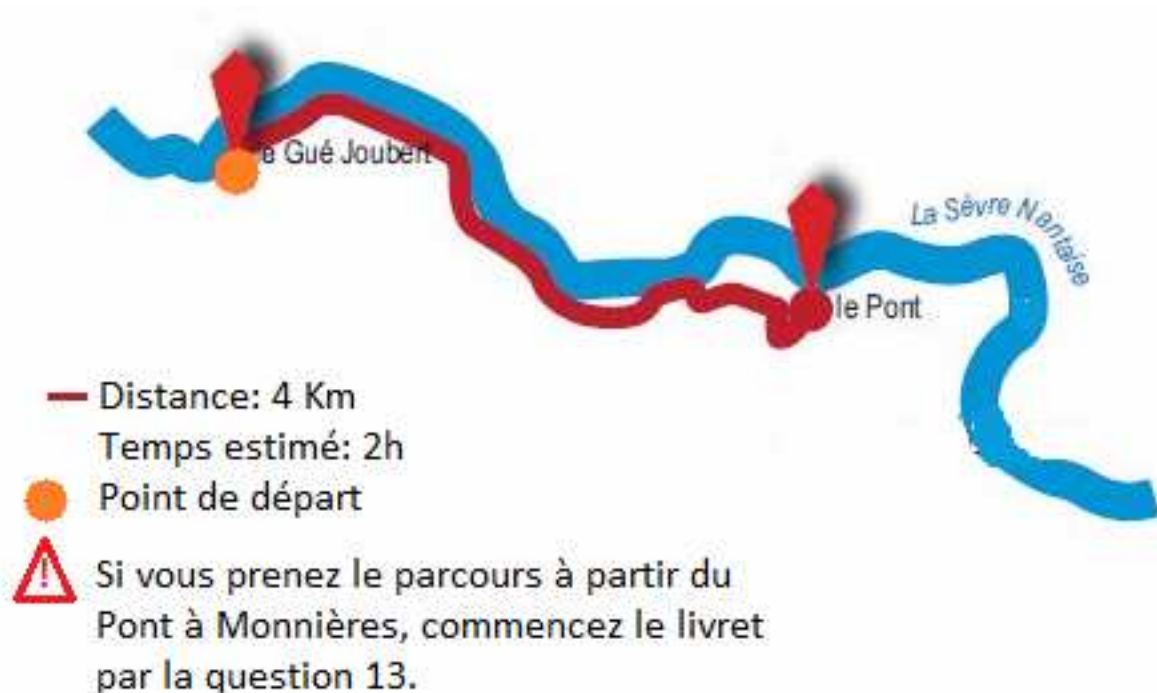 e Gué Joubert
La Sèvre Nantaise
le Pont
Distance: 4 Km
Temps estimé: 2h
Point de départ
! Si vous prenez le parcours à partir du
Pont à Monnières, commencez le livret
par la question 13.